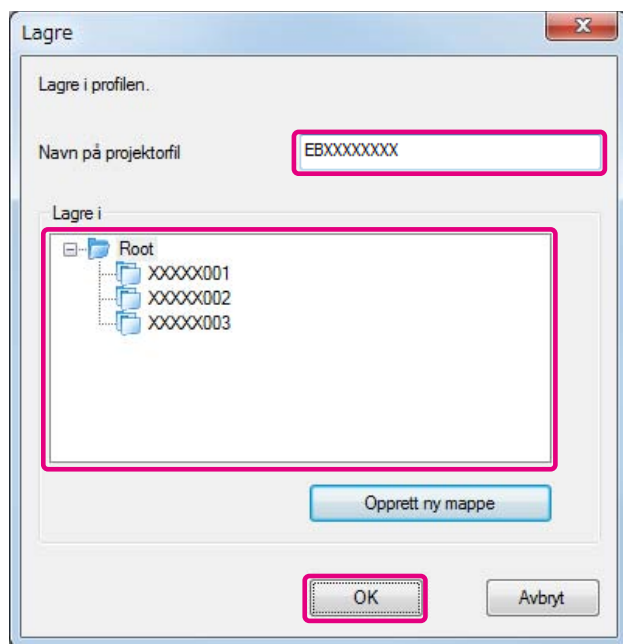 Lagre
Lagre i profilen.
Navn på projektorfil
EBXXXXXXXX
Lagre i
Root
XXXXX001
XXXXX002
XXXXX003
Opprett ny mappe
OK
Avbryt